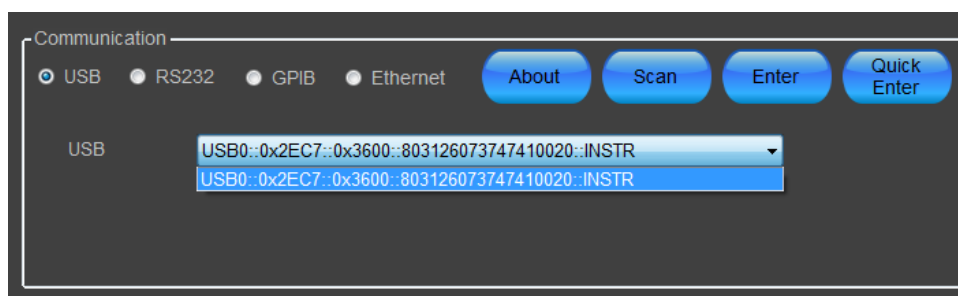 Communication
USB RS232 GPIB Ethernet About Scan Enter Quick Enter
USB USB0::0x2EC7::0x3600::803126073747410020::INSTR
USB0::0x2EC7::0x3600::803126073747410020::INSTR